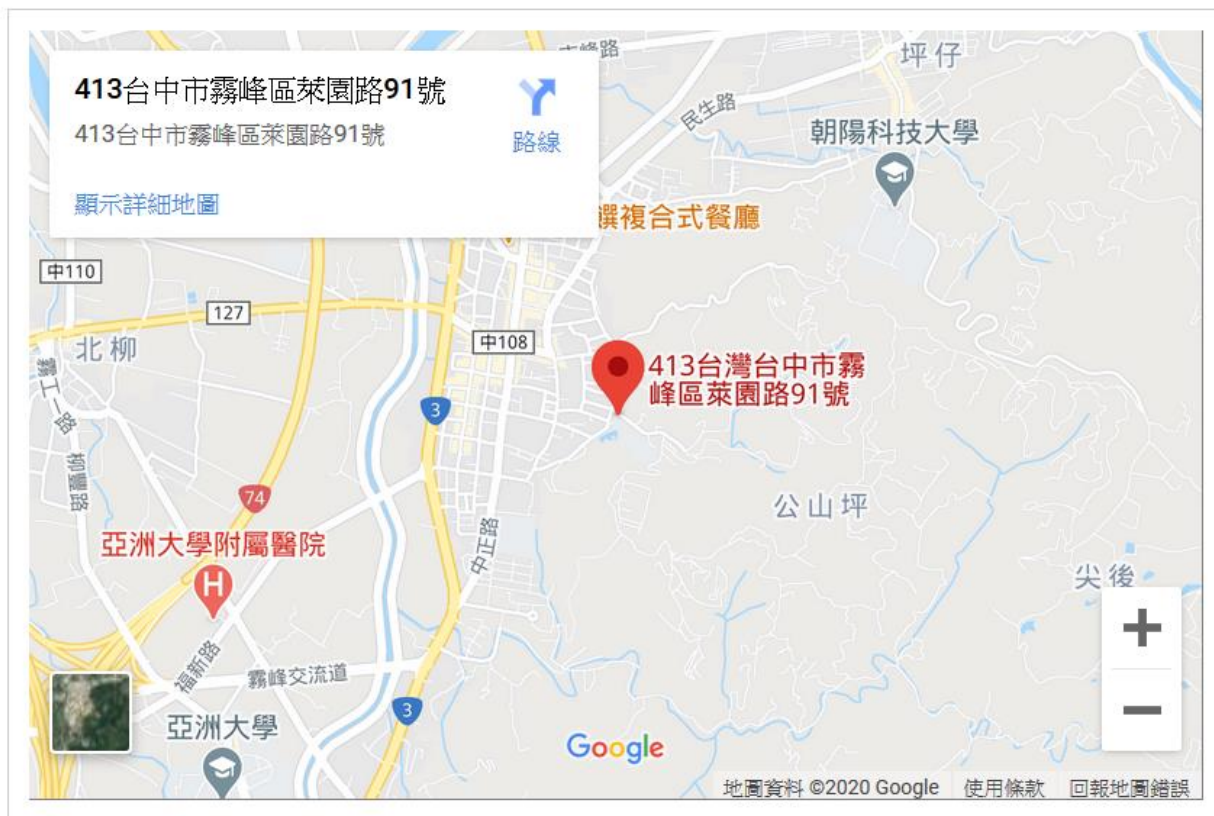 413台中市霧峰區萊園路91號
413台中市霧峰區萊園路91號
路線
顯示詳細地圖
坪仔
民生路
朝陽科技大學
饌複合式餐廳
中110
127
北柳
中108
霧工一路
3
413台灣台中市霧
峰區萊園路91號
柳豐路
74
公山坪
亞洲大學附屬醫院
H
中正路
尖後
福新路
霧峰交流道
3
亞洲大學
Google
地圖資料 ©2020 Google
使用條款
回報地圖錯誤